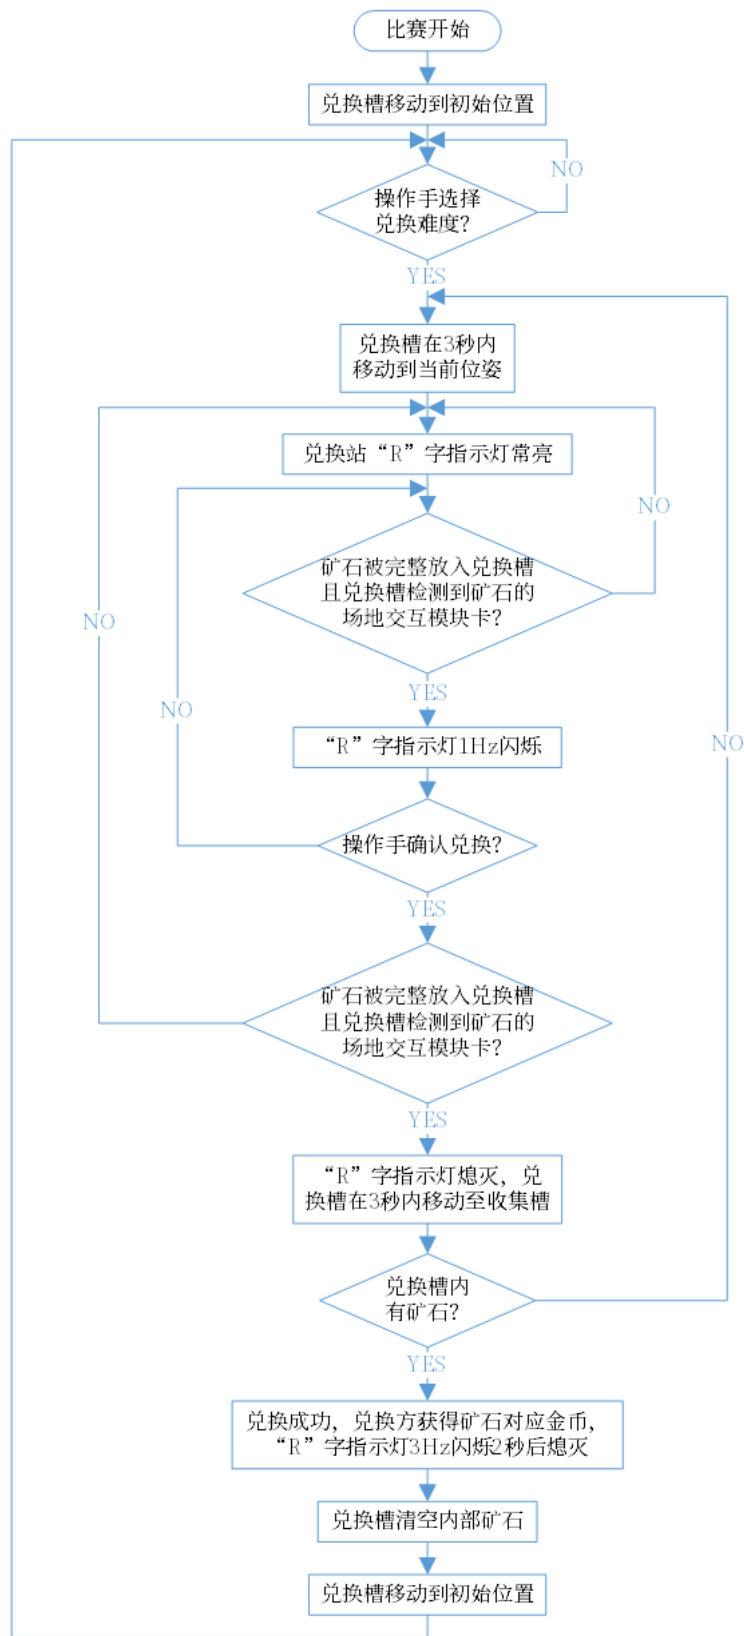 比赛开始
兑换槽移动到初始位置
NO
操作手选择
兑换难度?
YES
兑换槽在3秒内
移动到当前位姿
兑换站“R”字指示灯常亮
NO
矿石被完整放入兑换槽
且兑换槽检测到矿石的
场地交互模块卡?
NO
YES
NO
“R”字指示灯1Hz闪烁
NO
操作手确认兑换?
YES
矿石被完整放入兑换槽
且兑换槽检测到矿石的
场地交互模块卡?
YES
“R”字指示灯熄灭，兑
换槽在3秒内移动至收集槽
兑换槽内
有矿石?
YES
兑换成功，兑换方获得矿石对应金币，
“R”字指示灯3Hz闪烁2秒后熄灭
兑换槽清空内部矿石
兑换槽移动到初始位置